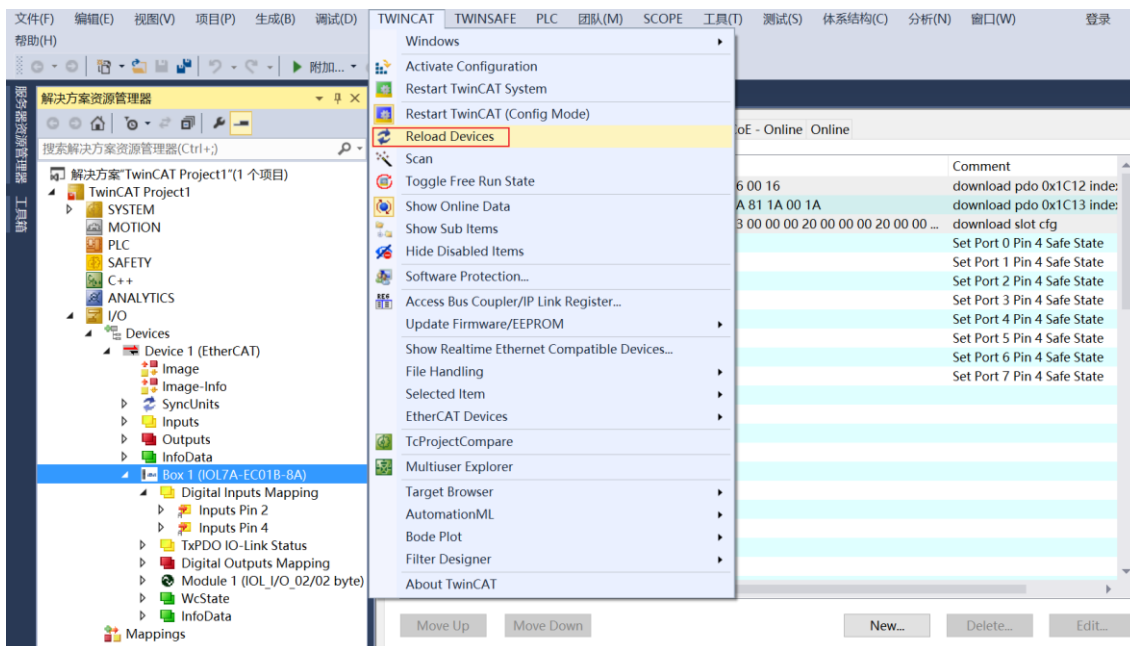 文件(F) 编辑(E) 视图(V) 项目(P) 生成(B) 调试(D) TWINCAT TWINSAFE PLC 团队(M) SCOPE 工具(T) 测试(S) 体系结构(C) 分析(N) 窗口(W) 登录
帮助(H)
附加...
服务器资源管理器
工具箱
解决方案资源管理器
搜索解决方案资源管理器(Ctrl+;)
解决方案"TwinCAT Project1"(1 个项目)
TwinCAT Project1
SYSTEM
MOTION
PLC
SAFETY
C++
ANALYTICS
I/O
Devices
Device 1 (EtherCAT)
Image
Image-Info
SyncUnits
Inputs
Outputs
InfoData
Box 1 (IOL7A-EC01B-8A)
Digital Inputs Mapping
Inputs Pin 2
Inputs Pin 4
TxPDO IO-Link Status
Digital Outputs Mapping
Module 1 (IOL_I/O_02/02 byte)
WcState
InfoData
Mappings
Windows
Activate Configuration
Restart TwinCAT System
Restart TwinCAT (Config Mode)
Reload Devices
Scan
Toggle Free Run State
Show Online Data
Show Sub Items
Hide Disabled Items
Software Protection...
Access Bus Coupler/IP Link Register...
Update Firmware/EEPROM
Show Realtime Ethernet Compatible Devices...
File Handling
Selected Item
EtherCAT Devices
TcProjectCompare
Multiuser Explorer
Target Browser
AutomationML
Bode Plot
Filter Designer
About TwinCAT
oE - Online Online
Comment
6 00 16 download pdo 0x1C12 index
A 81 1A 00 1A download pdo 0x1C13 index
3 00 00 00 20 00 00 00 20 00 00 ... download slot cfg
Set Port 0 Pin 4 Safe State
Set Port 1 Pin 4 Safe State
Set Port 2 Pin 4 Safe State
Set Port 3 Pin 4 Safe State
Set Port 4 Pin 4 Safe State
Set Port 5 Pin 4 Safe State
Set Port 6 Pin 4 Safe State
Set Port 7 Pin 4 Safe State
Move Up Move Down New... Delete... Edit...